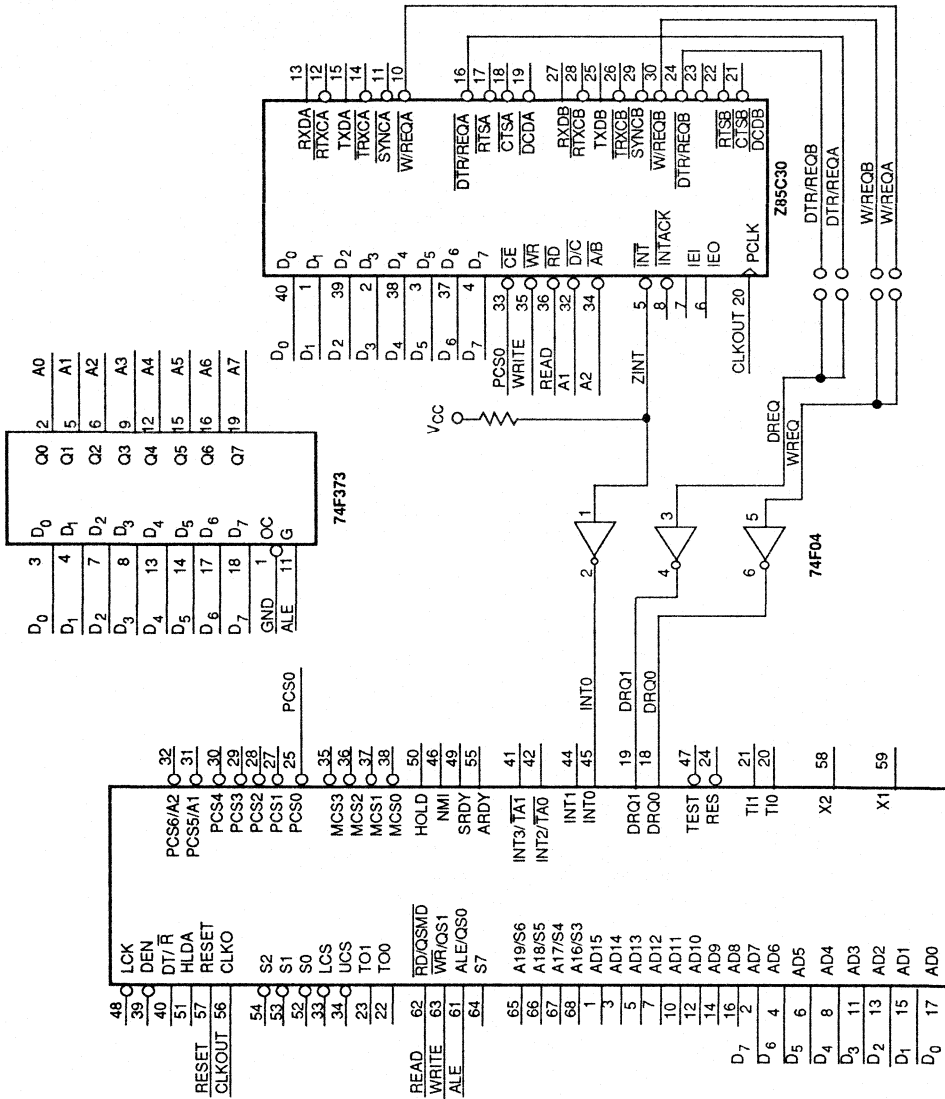 48 LCK
39 DEN
40 DT/R̅
51 HLDA
RESET 57 RESET
CLKOUT 56 CLKO
54 S2
53 S1
52 S0
33 LCS
34 UCS
23 TO1
22 TO0
READ 62 RD/QSMD
WRITE 63 WR/QS1
ALE 61 ALE/QS0
64 S7
65 A19/S6
66 A18/S5
67 A17/S4
68 A16/S3
1 AD15
3 AD14
5 AD13
7 AD12
10 AD11
12 AD10
14 AD9
16 AD8
D7 2 AD7
D6 4 AD6
D5 6 AD5
D4 8 AD4
D3 11 AD3
D2 13 AD2
D1 15 AD1
D0 17 AD0
PCS6/A2 32
PCS5/A1 31
PCS4 30
PCS3 29
PCS2 28
PCS1 27
PCS0 25 PCS0
MCS3 35
MCS2 36
MCS1 37
MCS0 38
HOLD 50
NMI 46
SRDY 49
ARDY 55
INT3/TA1 41
INT2/TA0 42
INT1 44
INT0 45 INT0
DRQ1 19 DRQ1
DRQ0 18 DRQ0
TEST 47
RES 24
TI1 21
TI0 20
X2 58
X1 59
D0 3 D0 Q0 2 A0
D1 4 D1 Q1 5 A1
D2 7 D2 Q2 6 A2
D3 8 D3 Q3 9 A3
D4 13 D4 Q4 12 A4
D5 14 D5 Q5 15 A5
D6 17 D6 Q6 16 A6
D7 18 D7 Q7 19 A7
GND 1 OC
ALE 11 G
74F373
VCC
2 1
4 3
6 5
74F04
ZINT
DREQ
WREQ
D0 40 D0
D1 1 D1
D2 39 D2
D3 2 D3
D4 38 D4
D5 3 D5
D6 37 D6
D7 4 D7
PCS0 33 CE
WRITE 35 WR
READ 36 RD
A1 32 D/C
A2 34 A/B
5 INT
8 INTACK
7 IEI
6 IEO
CLKOUT 20 PCLK
RXDA 13
RTXCA 12
TXDA 15
TRXCA 14
SYNCA 11
W/REQA 10
DTR/REQA 16
RTSA 17
CTSA 18
DCDA 19
RXDB 27
RTXCB 28
TXDB 25
TRXCB 26
SYNCB 29
W/REQB 30
DTR/REQB 24
23
RTSB 22
CTSB 21
DCDB
Z85C30
DTR/REQB
DTR/REQA
W/REQB
W/REQA